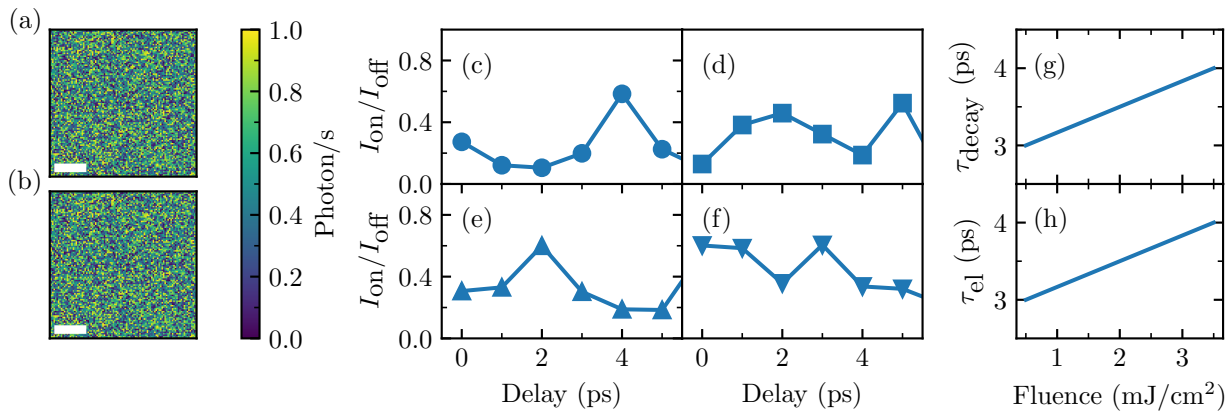 (a)
(b)
1.0
0.8
0.6
0.4
0.2
0.0
Photon/s
I_on/I_off
0.8
0.4
0.0
(c)
(d)
I_on/I_off
0.8
0.4
0.0
(e)
(f)
0 2 4
0 2 4
Delay (ps)
Delay (ps)
τ_decay (ps)
4
3
(g)
τ_el (ps)
4
3
(h)
1 2 3
Fluence (mJ/cm²)